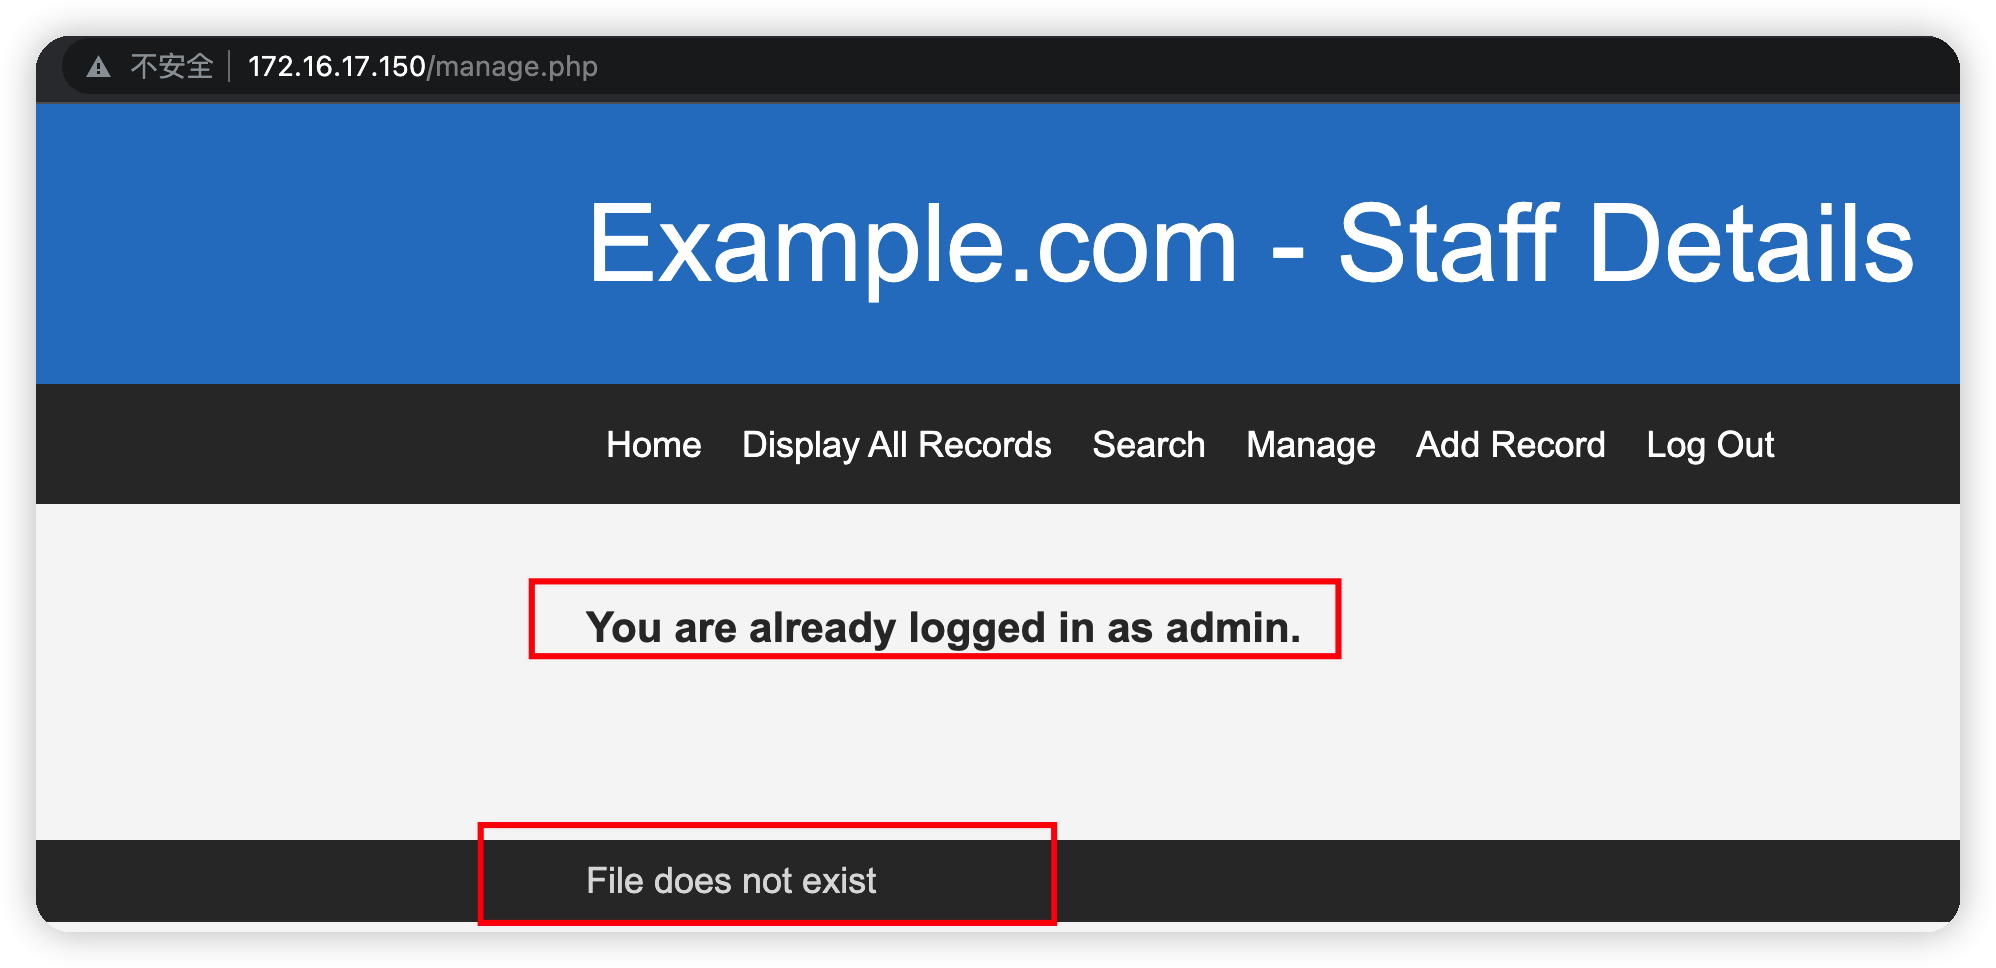 不安全 172.16.17.150/manage.php
Example.com - Staff Details
Home Display All Records Search Manage Add Record Log Out
You are already logged in as admin.
File does not exist